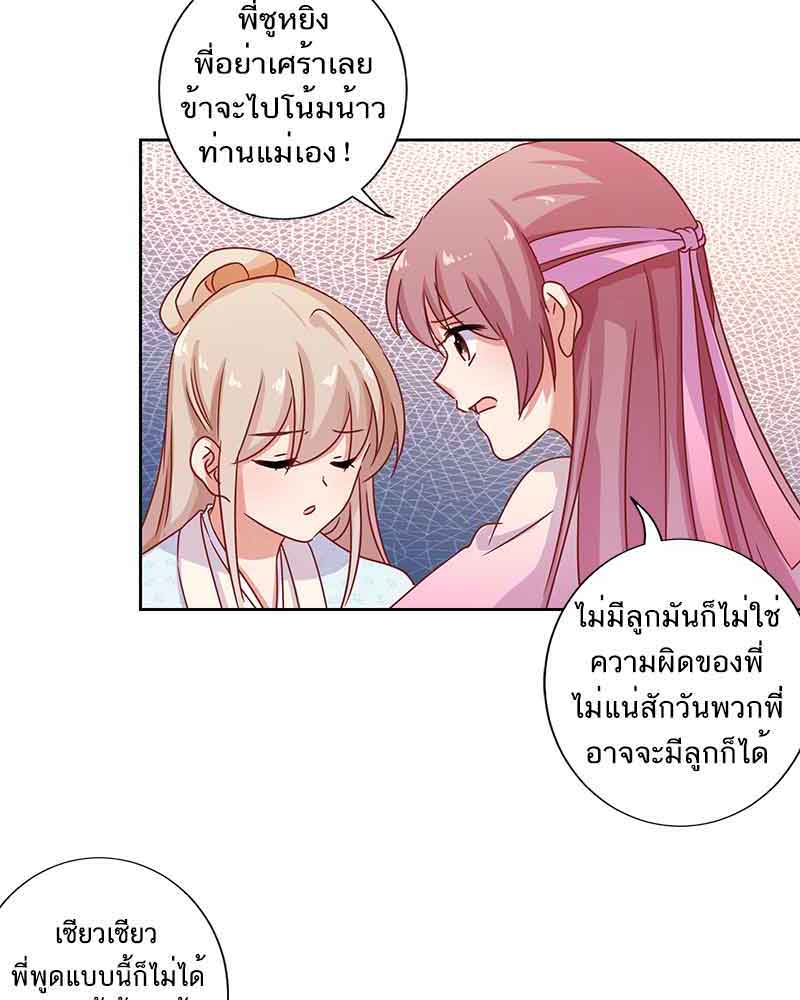 พี่ซูหยิง
พี่อย่าเศร้าเลย
ข้าจะไปโน้มน้าว
ท่านแม่เอง!
ไม่มีลูกมันก็ไม่ใช่
ความผิดของพี่
ไม่แน่สักวันพวกพี่
อาจจะมีลูกก็ได้
เซียวเซียว
พี่พูดแบบนี้ก็ไม่ได้